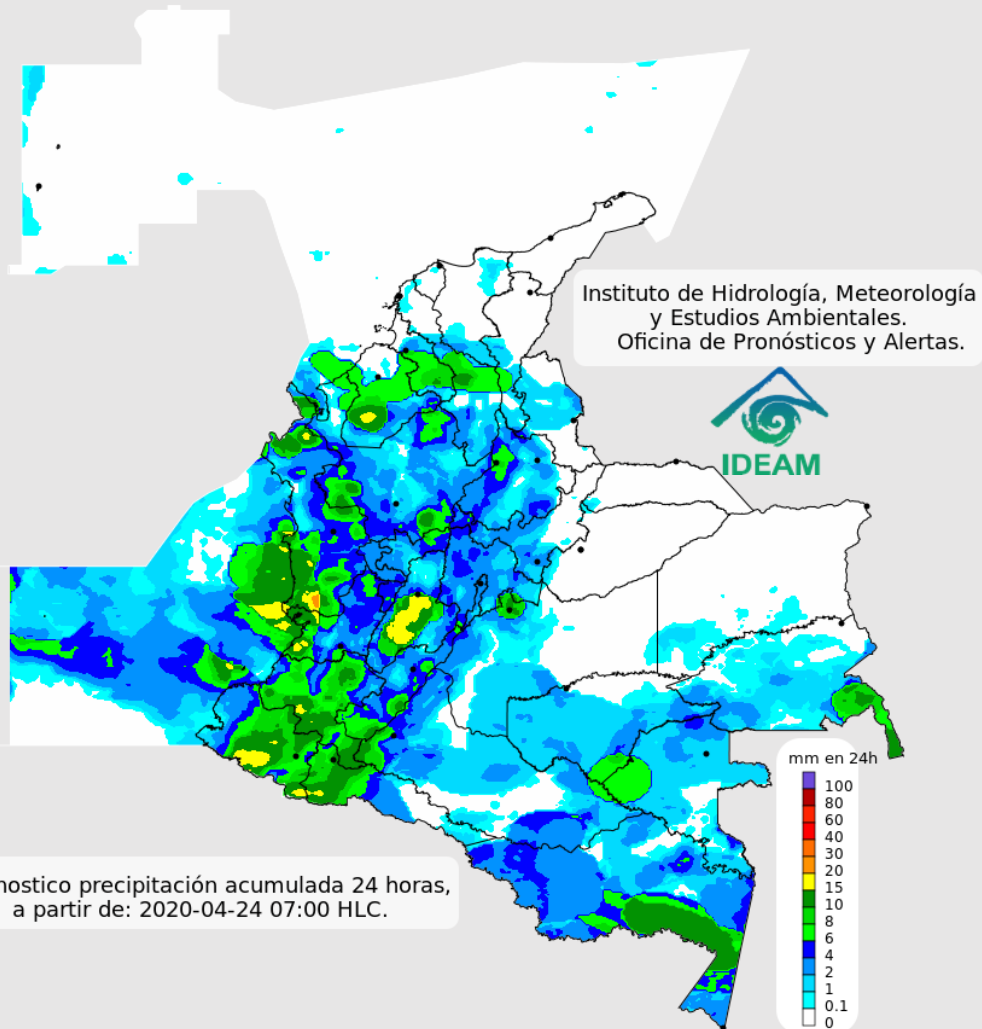 Instituto de Hidrología, Meteorología
y Estudios Ambientales.
Oficina de Pronósticos y Alertas.
IDEAM
mm en 24h
100
80
60
40
30
20
15
10
8
6
4
2
1
0.1
0
nostico precipitación acumulada 24 horas,
a partir de: 2020-04-24 07:00 HLC.